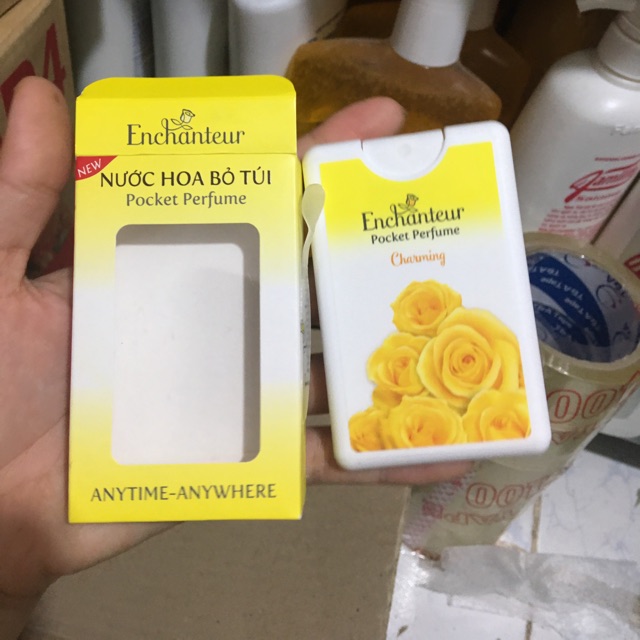 Enchanteur
NEW
NƯỚC HOA BỎ TÚI
Pocket Perfume
ANYTIME-ANYWHERE
Enchanteur
Pocket Perfume
Charming